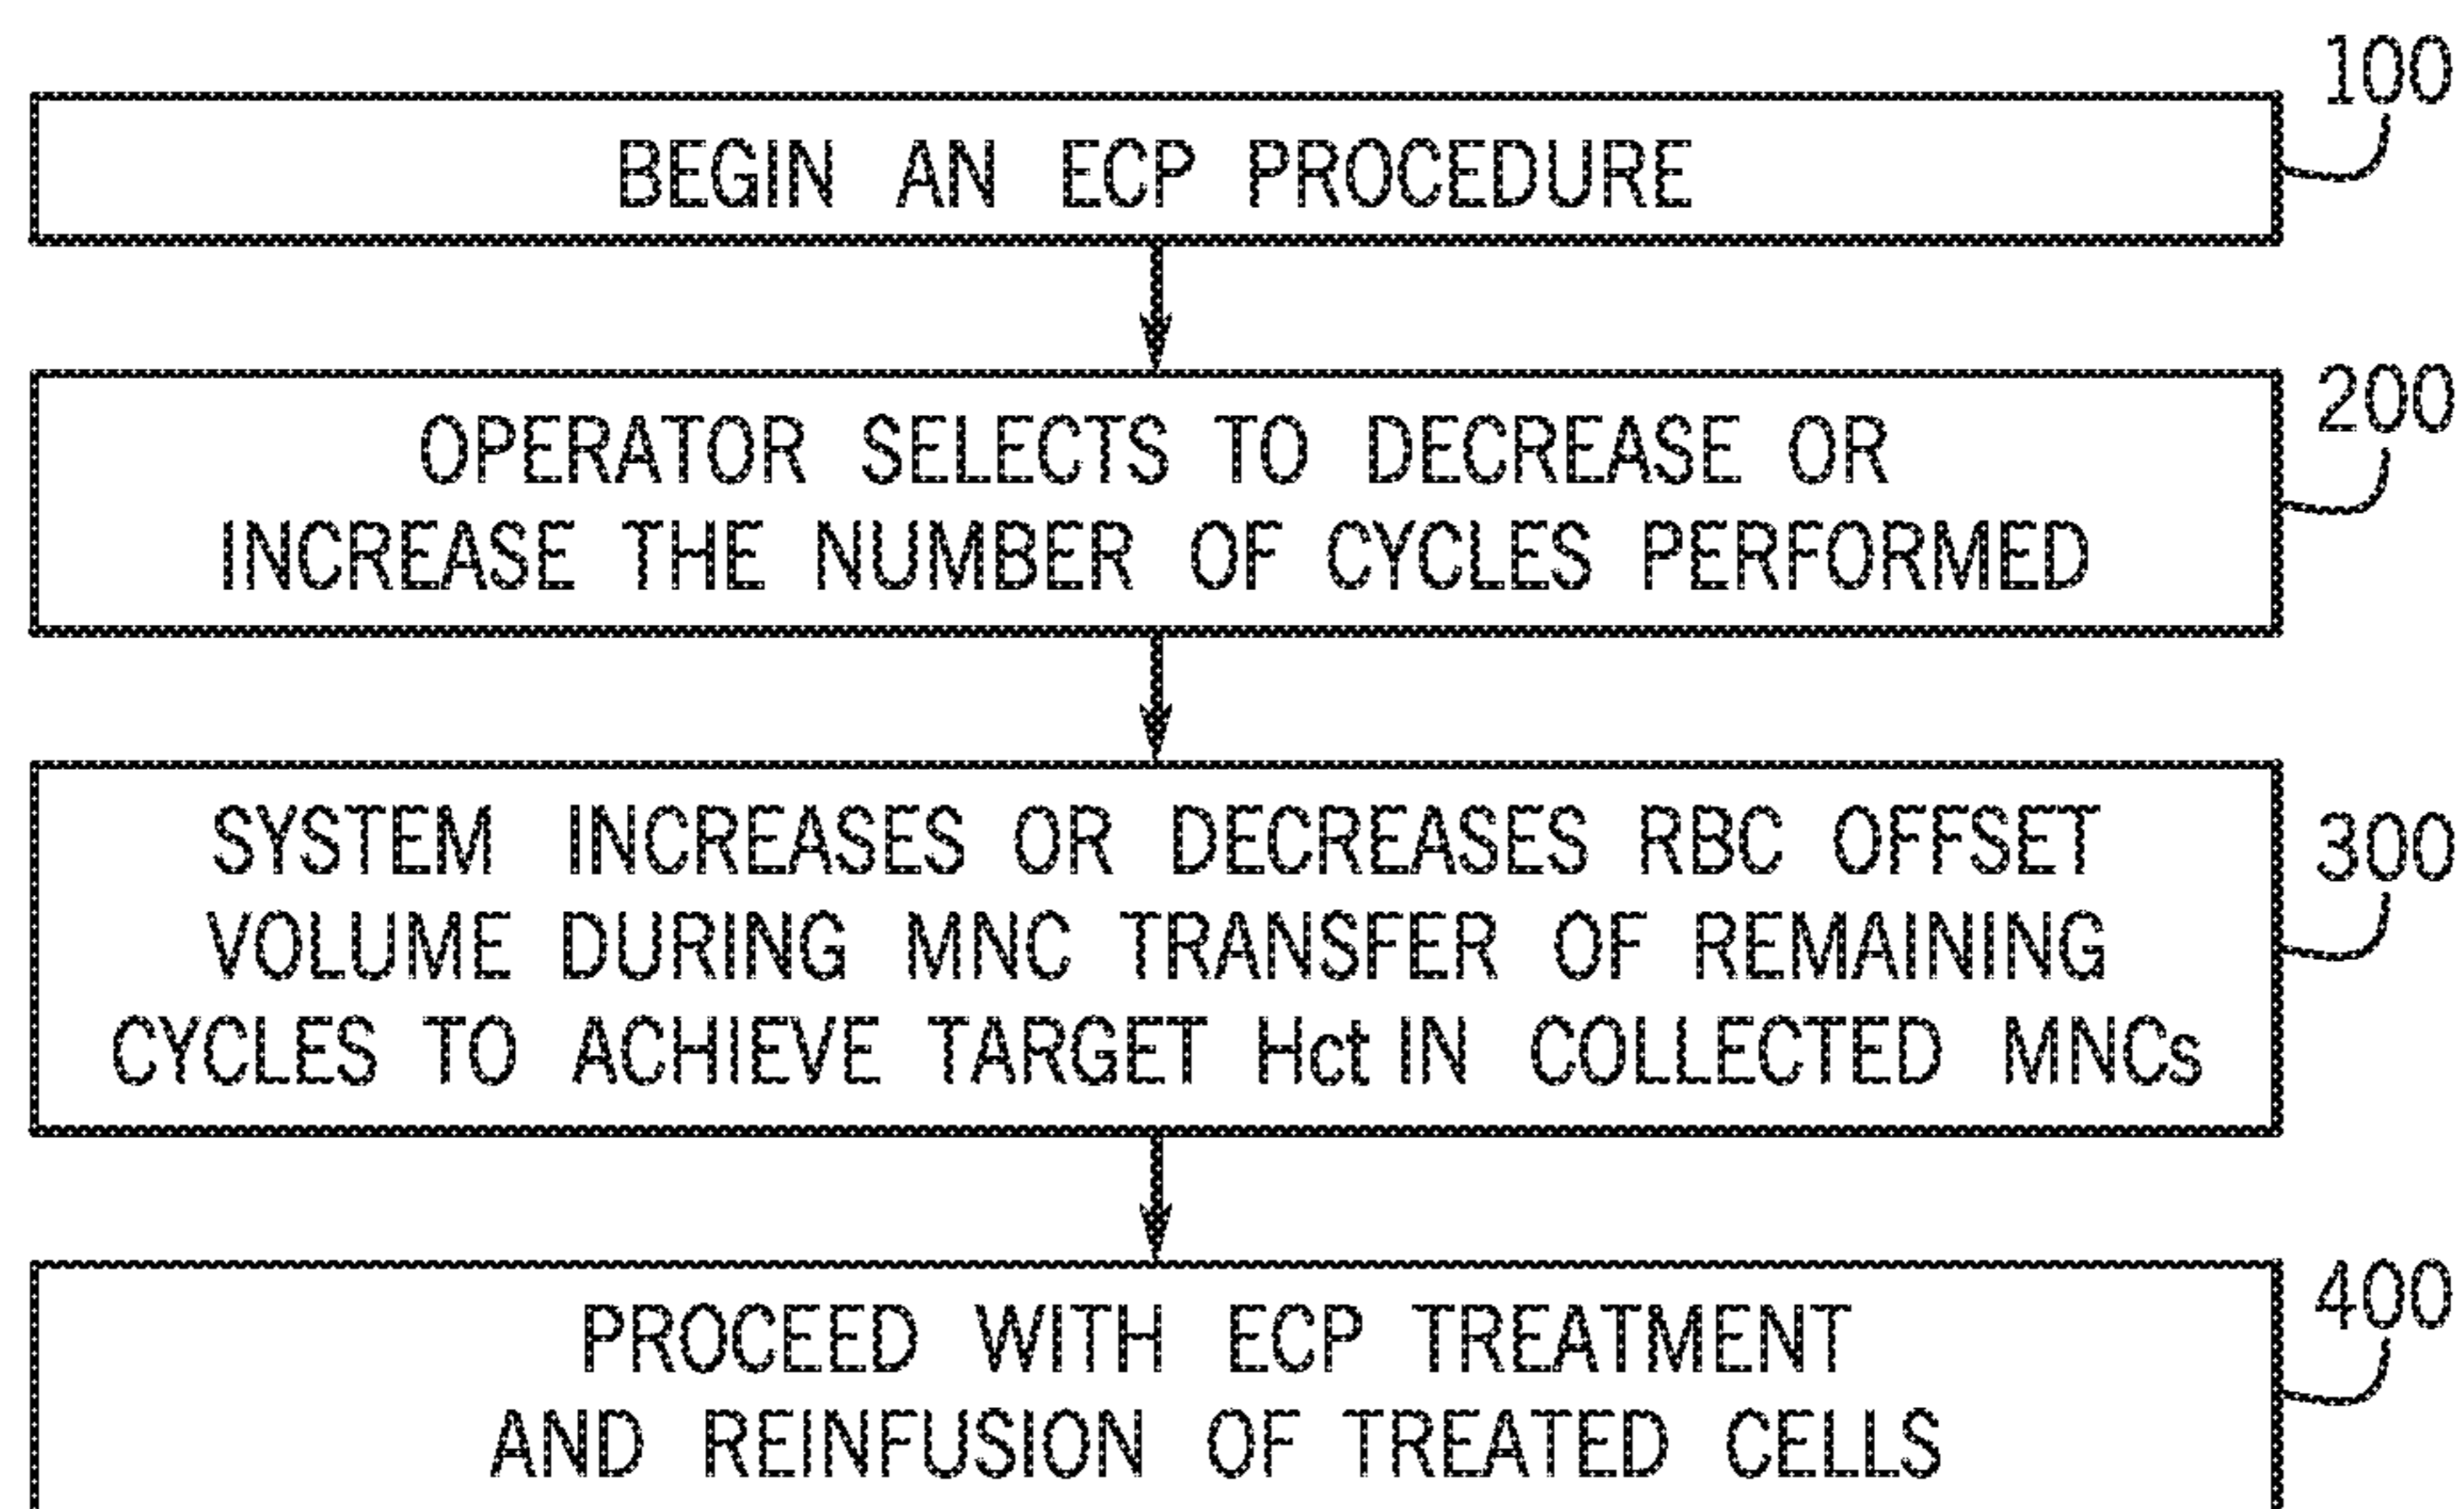 100
BEGIN AN ECP PROCEDURE
200
OPERATOR SELECTS TO DECREASE OR
INCREASE THE NUMBER OF CYCLES PERFORMED
300
SYSTEM INCREASES OR DECREASES RBC OFFSET
VOLUME DURING MNC TRANSFER OF REMAINING
CYCLES TO ACHIEVE TARGET Hct IN COLLECTED MNCs
400
PROCEED WITH ECP TREATMENT
AND REINFUSION OF TREATED CELLS